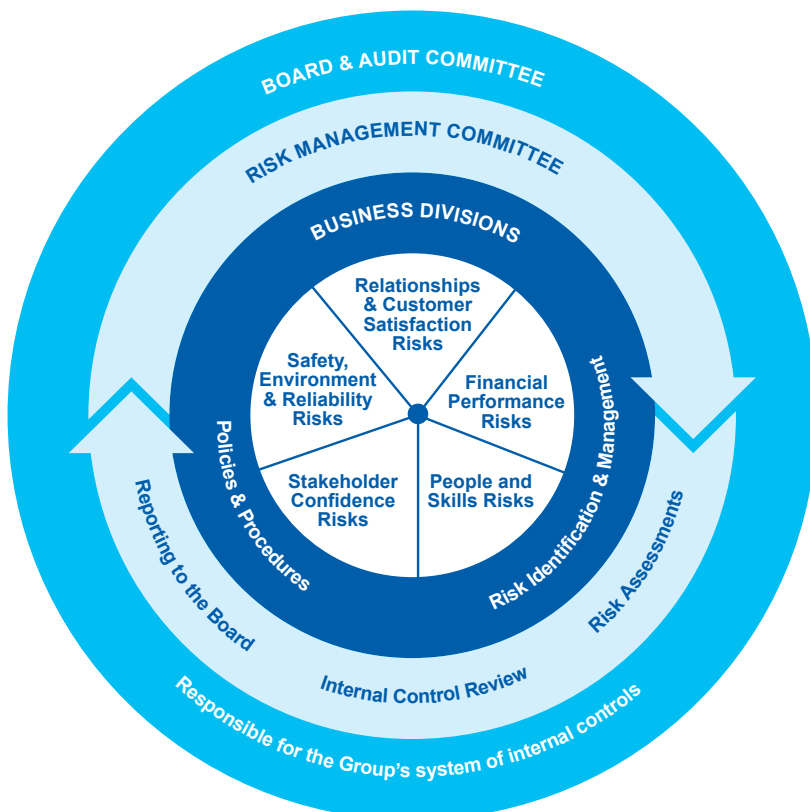 BOARD & AUDIT COMMITTEE
RISK MANAGEMENT COMMITTEE
BUSINESS DIVISIONS
Relationships
& Customer
Satisfaction
Risks
Safety,
Environment
& Reliability
Risks
Financial
Performance
Risks
Stakeholder
Confidence
Risks
People and
Skills Risks
Policies & Procedures
Risk Identification & Management
Reporting to the Board
Internal Control Review
Risk Assessments
Responsible for the Group's system of internal controls